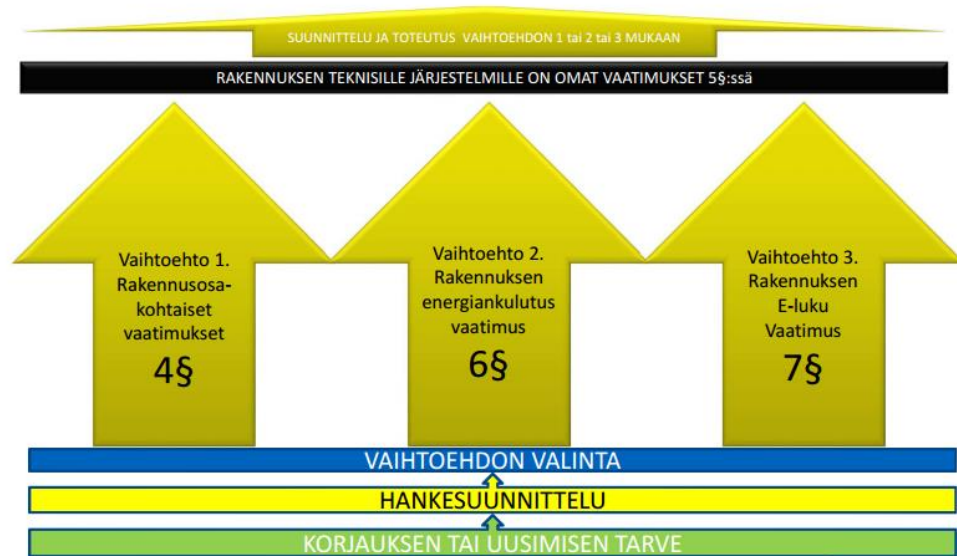 SUUNNITTELU JA TOTEUTUS VAIHTOEHDON 1 tai 2 tai 3 MUKAAN
RAKENNUKSEN TEKNISILLE JÄRJESTELMILLE ON OMAT VAATIMUKSET 5§:ssä
Vaihtoehto 1.
Rakennusosa-
kohtaiset
vaatimukset
4§
Vaihtoehto 2.
Rakennuksen
energiankulutus
vaatimus
6§
Vaihtoehto 3.
Rakennuksen
E-luku
Vaatimus
7§
VAIHTOEHDON VALINTA
HANKESUUNNITTELU
KORJAUKSEN TAI UUSIMISEN TARVE